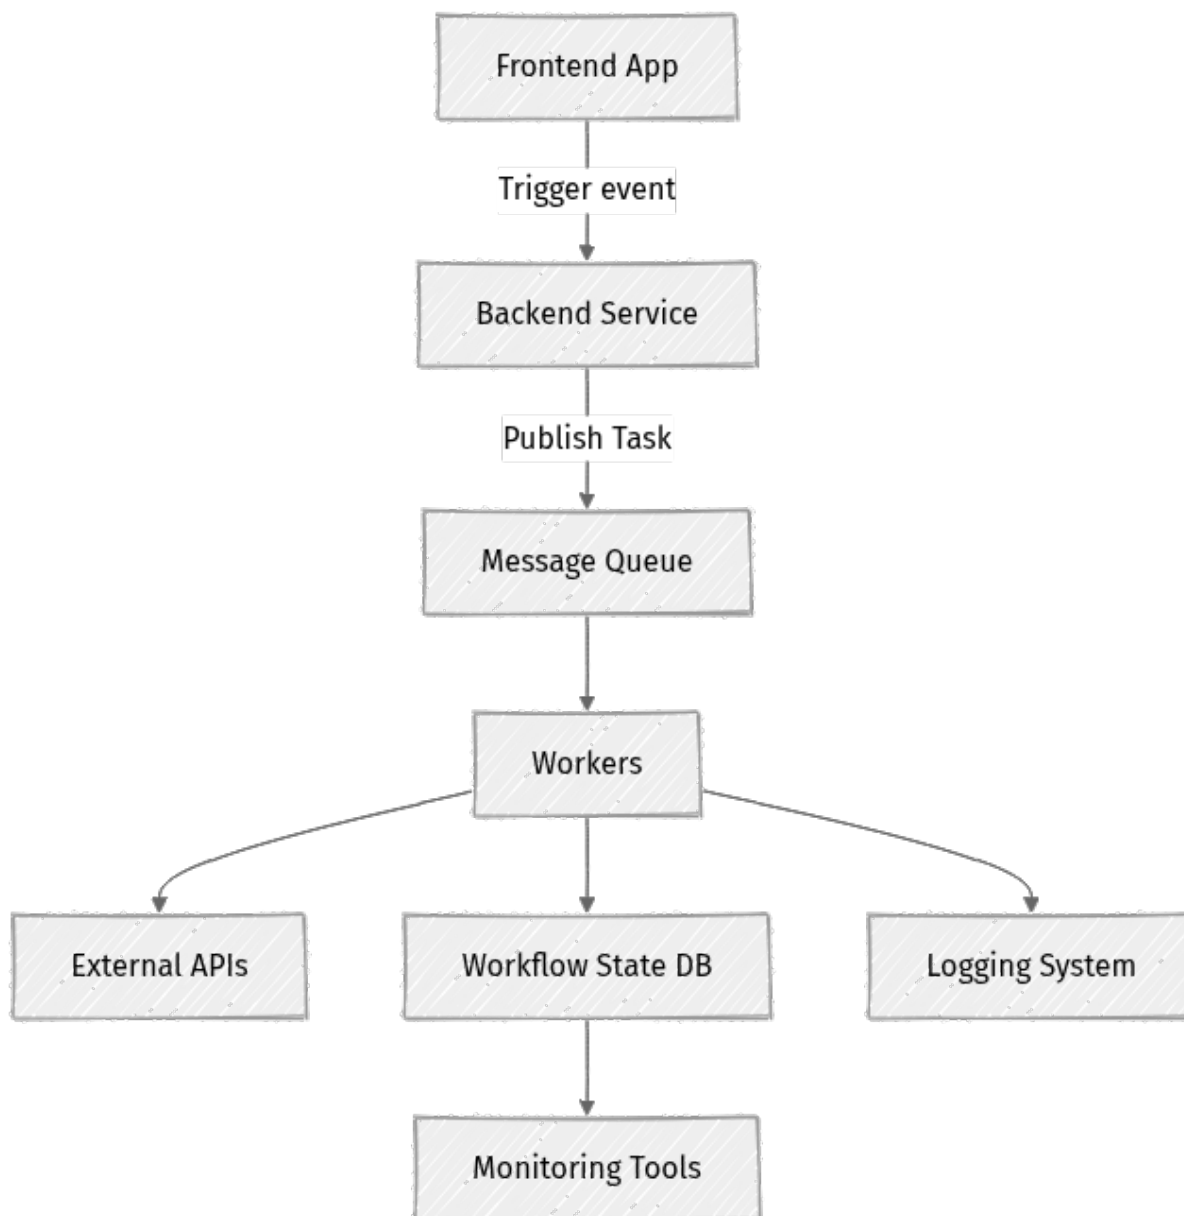 Frontend App
Trigger event
Backend Service
Publish Task
Message Queue
Workers
External APIs
Workflow State DB
Logging System
Monitoring Tools